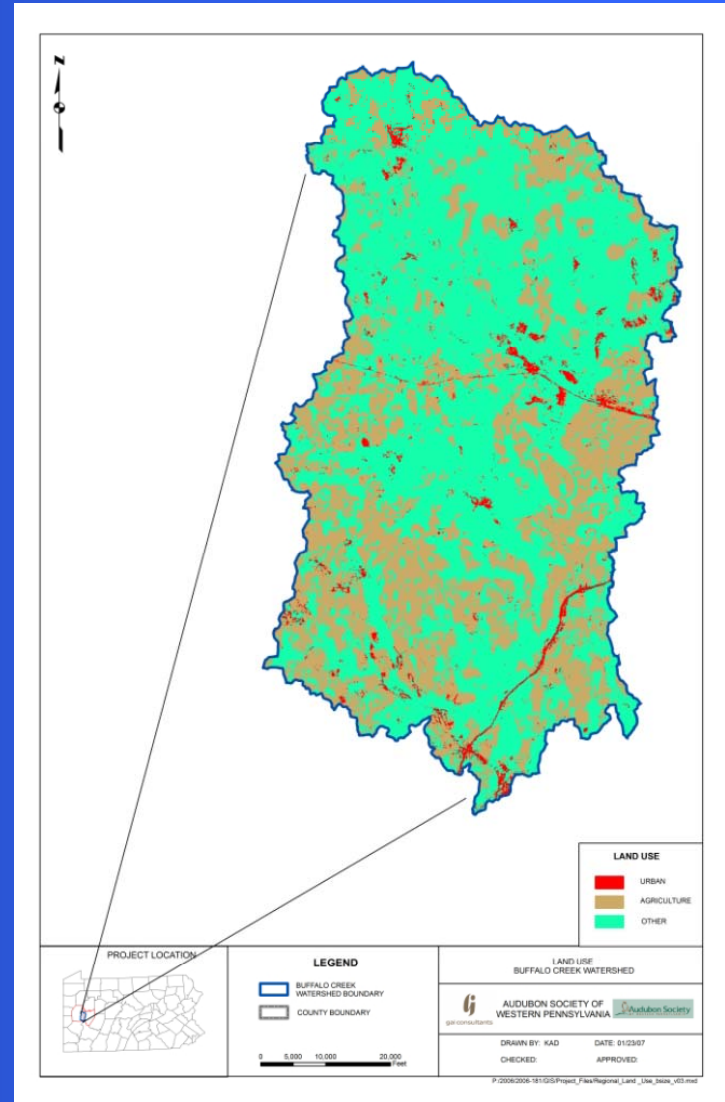 N
LAND USE
URBAN
AGRICULTURE
OTHER
PROJECT LOCATION
LEGEND
BUFFALO CREEK
WATERSHED BOUNDARY
COUNTY BOUNDARY
0 5,000 10,000 20,000
Feet
LAND USE
BUFFALO CREEK WATERSHED
gai consultants
AUDUBON SOCIETY OF
WESTERN PENNSYLVANIA
Audubon Society
DRAWN BY: KAD DATE: 01/23/07
CHECKED: APPROVED:
P:/2006/2006-181/GIS/Project_Files/Regional_Land _Use_bsize_v03.mxd